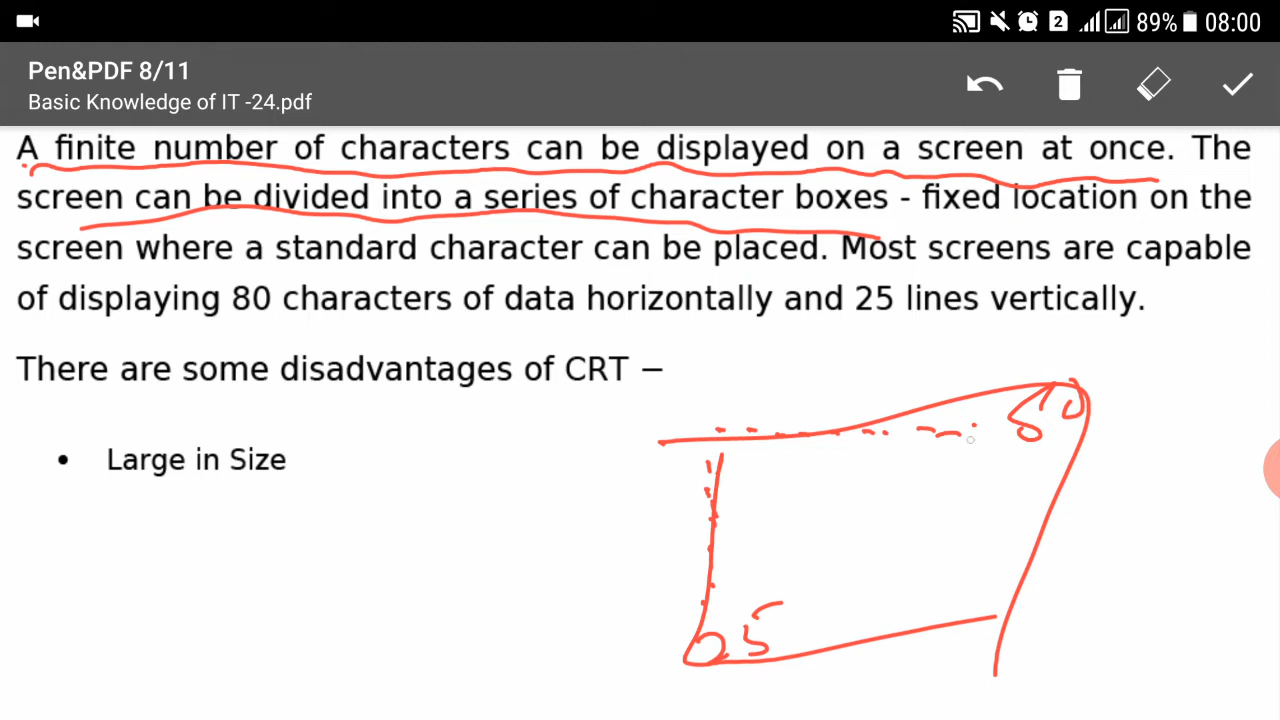 89% 08:00
Pen&PDF 8/11
Basic Knowledge of IT -24.pdf
A finite number of characters can be displayed on a screen at once. The
screen can be divided into a series of character boxes - fixed location on the
screen where a standard character can be placed. Most screens are capable
of displaying 80 characters of data horizontally and 25 lines vertically.
There are some disadvantages of CRT –
• Large in Size